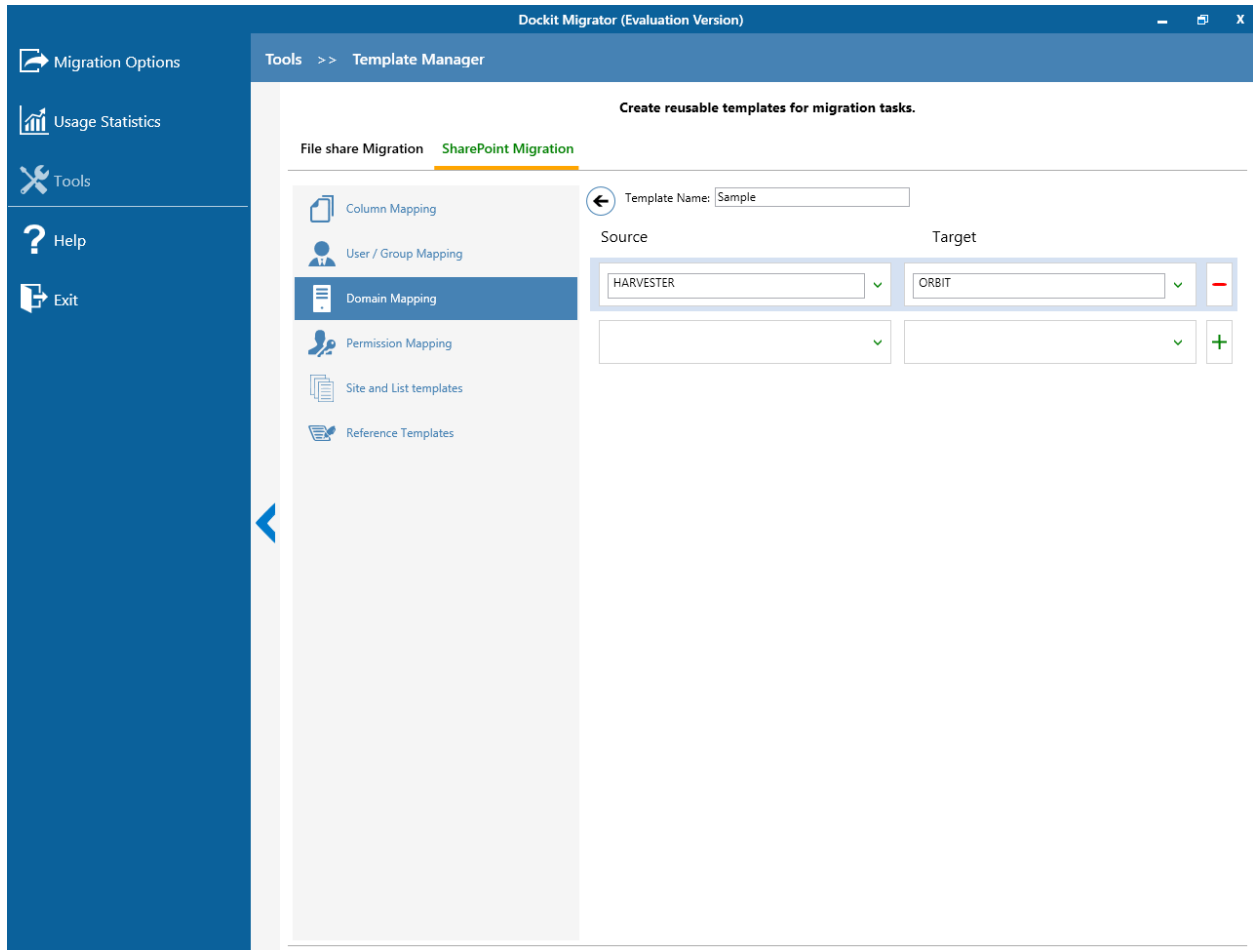 Dockit Migrator (Evaluation Version)
X
Migration Options
Usage Statistics
Tools
Help
Exit
Tools >> Template Manager
Create reusable templates for migration tasks.
File share Migration SharePoint Migration
Column Mapping
User / Group Mapping
Domain Mapping
Permission Mapping
Site and List templates
Reference Templates
Template Name: Sample
Source Target
HARVESTER ORBIT